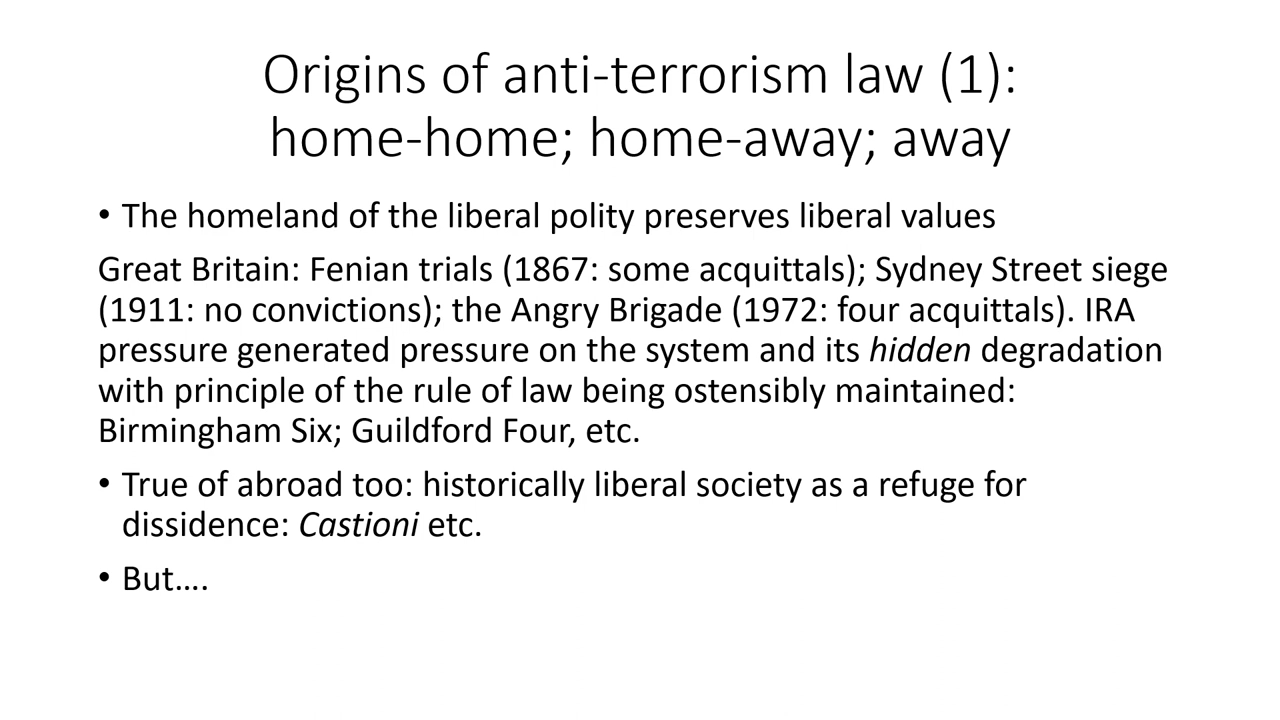 Origins of anti-terrorism law (1):
home-home; home-away; away
• The homeland of the liberal polity preserves liberal values
Great Britain: Fenian trials (1867: some acquittals); Sydney Street siege
(1911: no convictions); the Angry Brigade (1972: four acquittals). IRA
pressure generated pressure on the system and its hidden degradation
with principle of the rule of law being ostensibly maintained:
Birmingham Six; Guildford Four, etc.
• True of abroad too: historically liberal society as a refuge for
dissidence: Castioni etc.
• But….